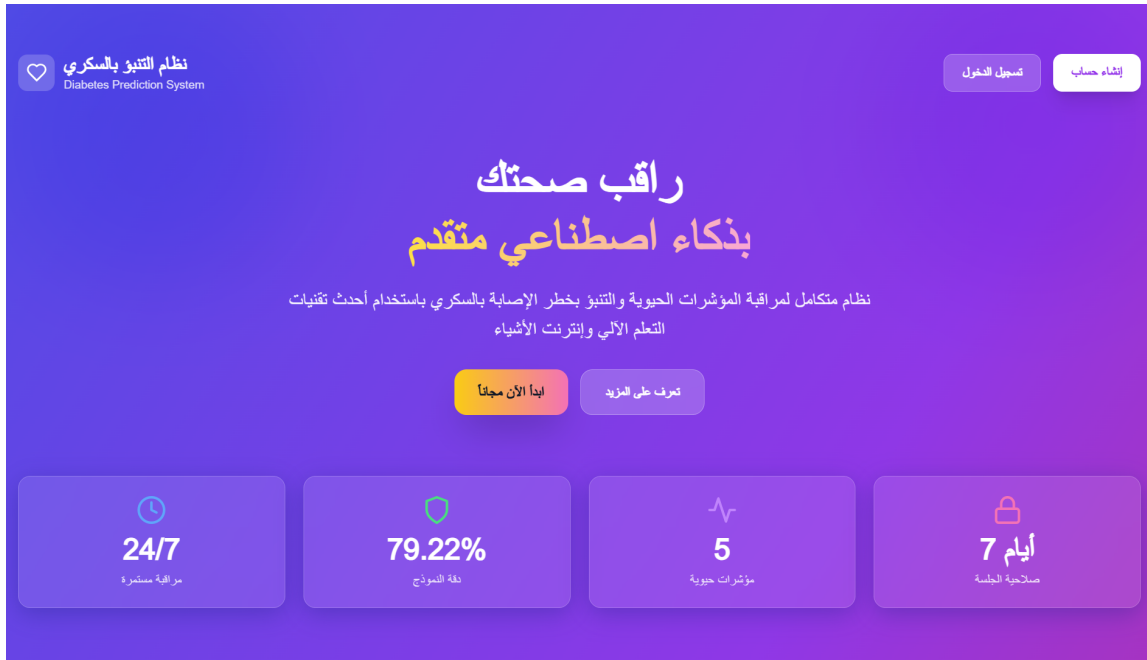 نظام التنبؤ بالسكري
Diabetes Prediction System
تسجيل الدخول
إنشاء حساب
راقب صحتك
بذكاء اصطناعي متقدم
نظام متكامل لمراقبة المؤشرات الحيوية والتنبؤ بخطر الإصابة بالسكري باستخدام أحدث تقنيات
التعلم الآلي وإنترنت الأشياء
تعرف على المزيد
ابدأ الآن مجاناً
أيام 7
صلاحية الجلسة
5
مؤشرات حيوية
79.22%
دقة النموذج
24/7
مراقبة مستمرة